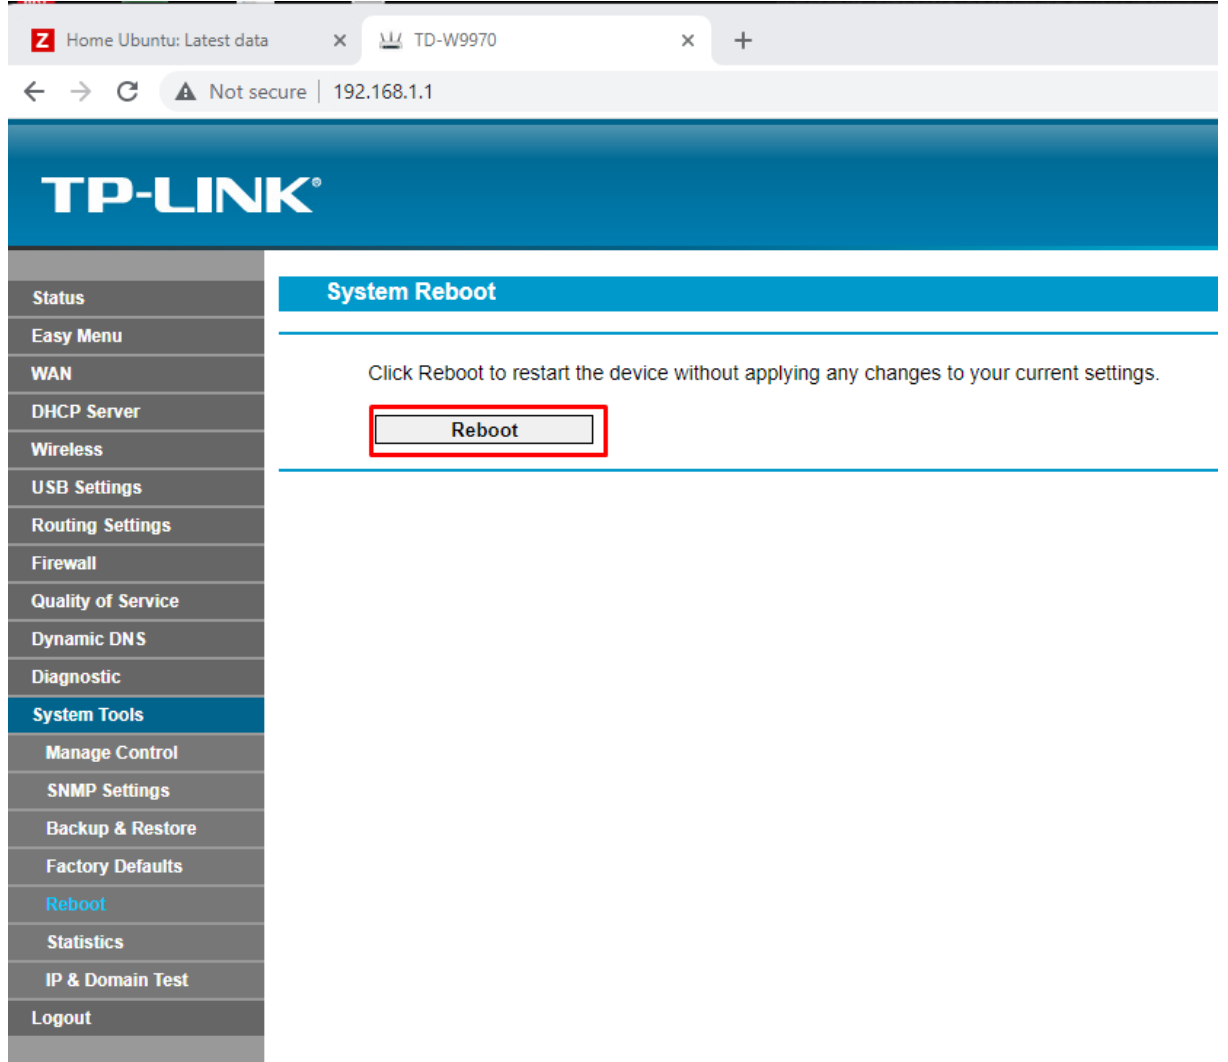 Z Home Ubuntu: Latest data
TD-W9970
Not secure | 192.168.1.1
TP-LINK®
System Reboot
Click Reboot to restart the device without applying any changes to your current settings.
Reboot
Status
Easy Menu
WAN
DHCP Server
Wireless
USB Settings
Routing Settings
Firewall
Quality of Service
Dynamic DNS
Diagnostic
System Tools
Manage Control
SNMP Settings
Backup & Restore
Factory Defaults
Reboot
Statistics
IP & Domain Test
Logout